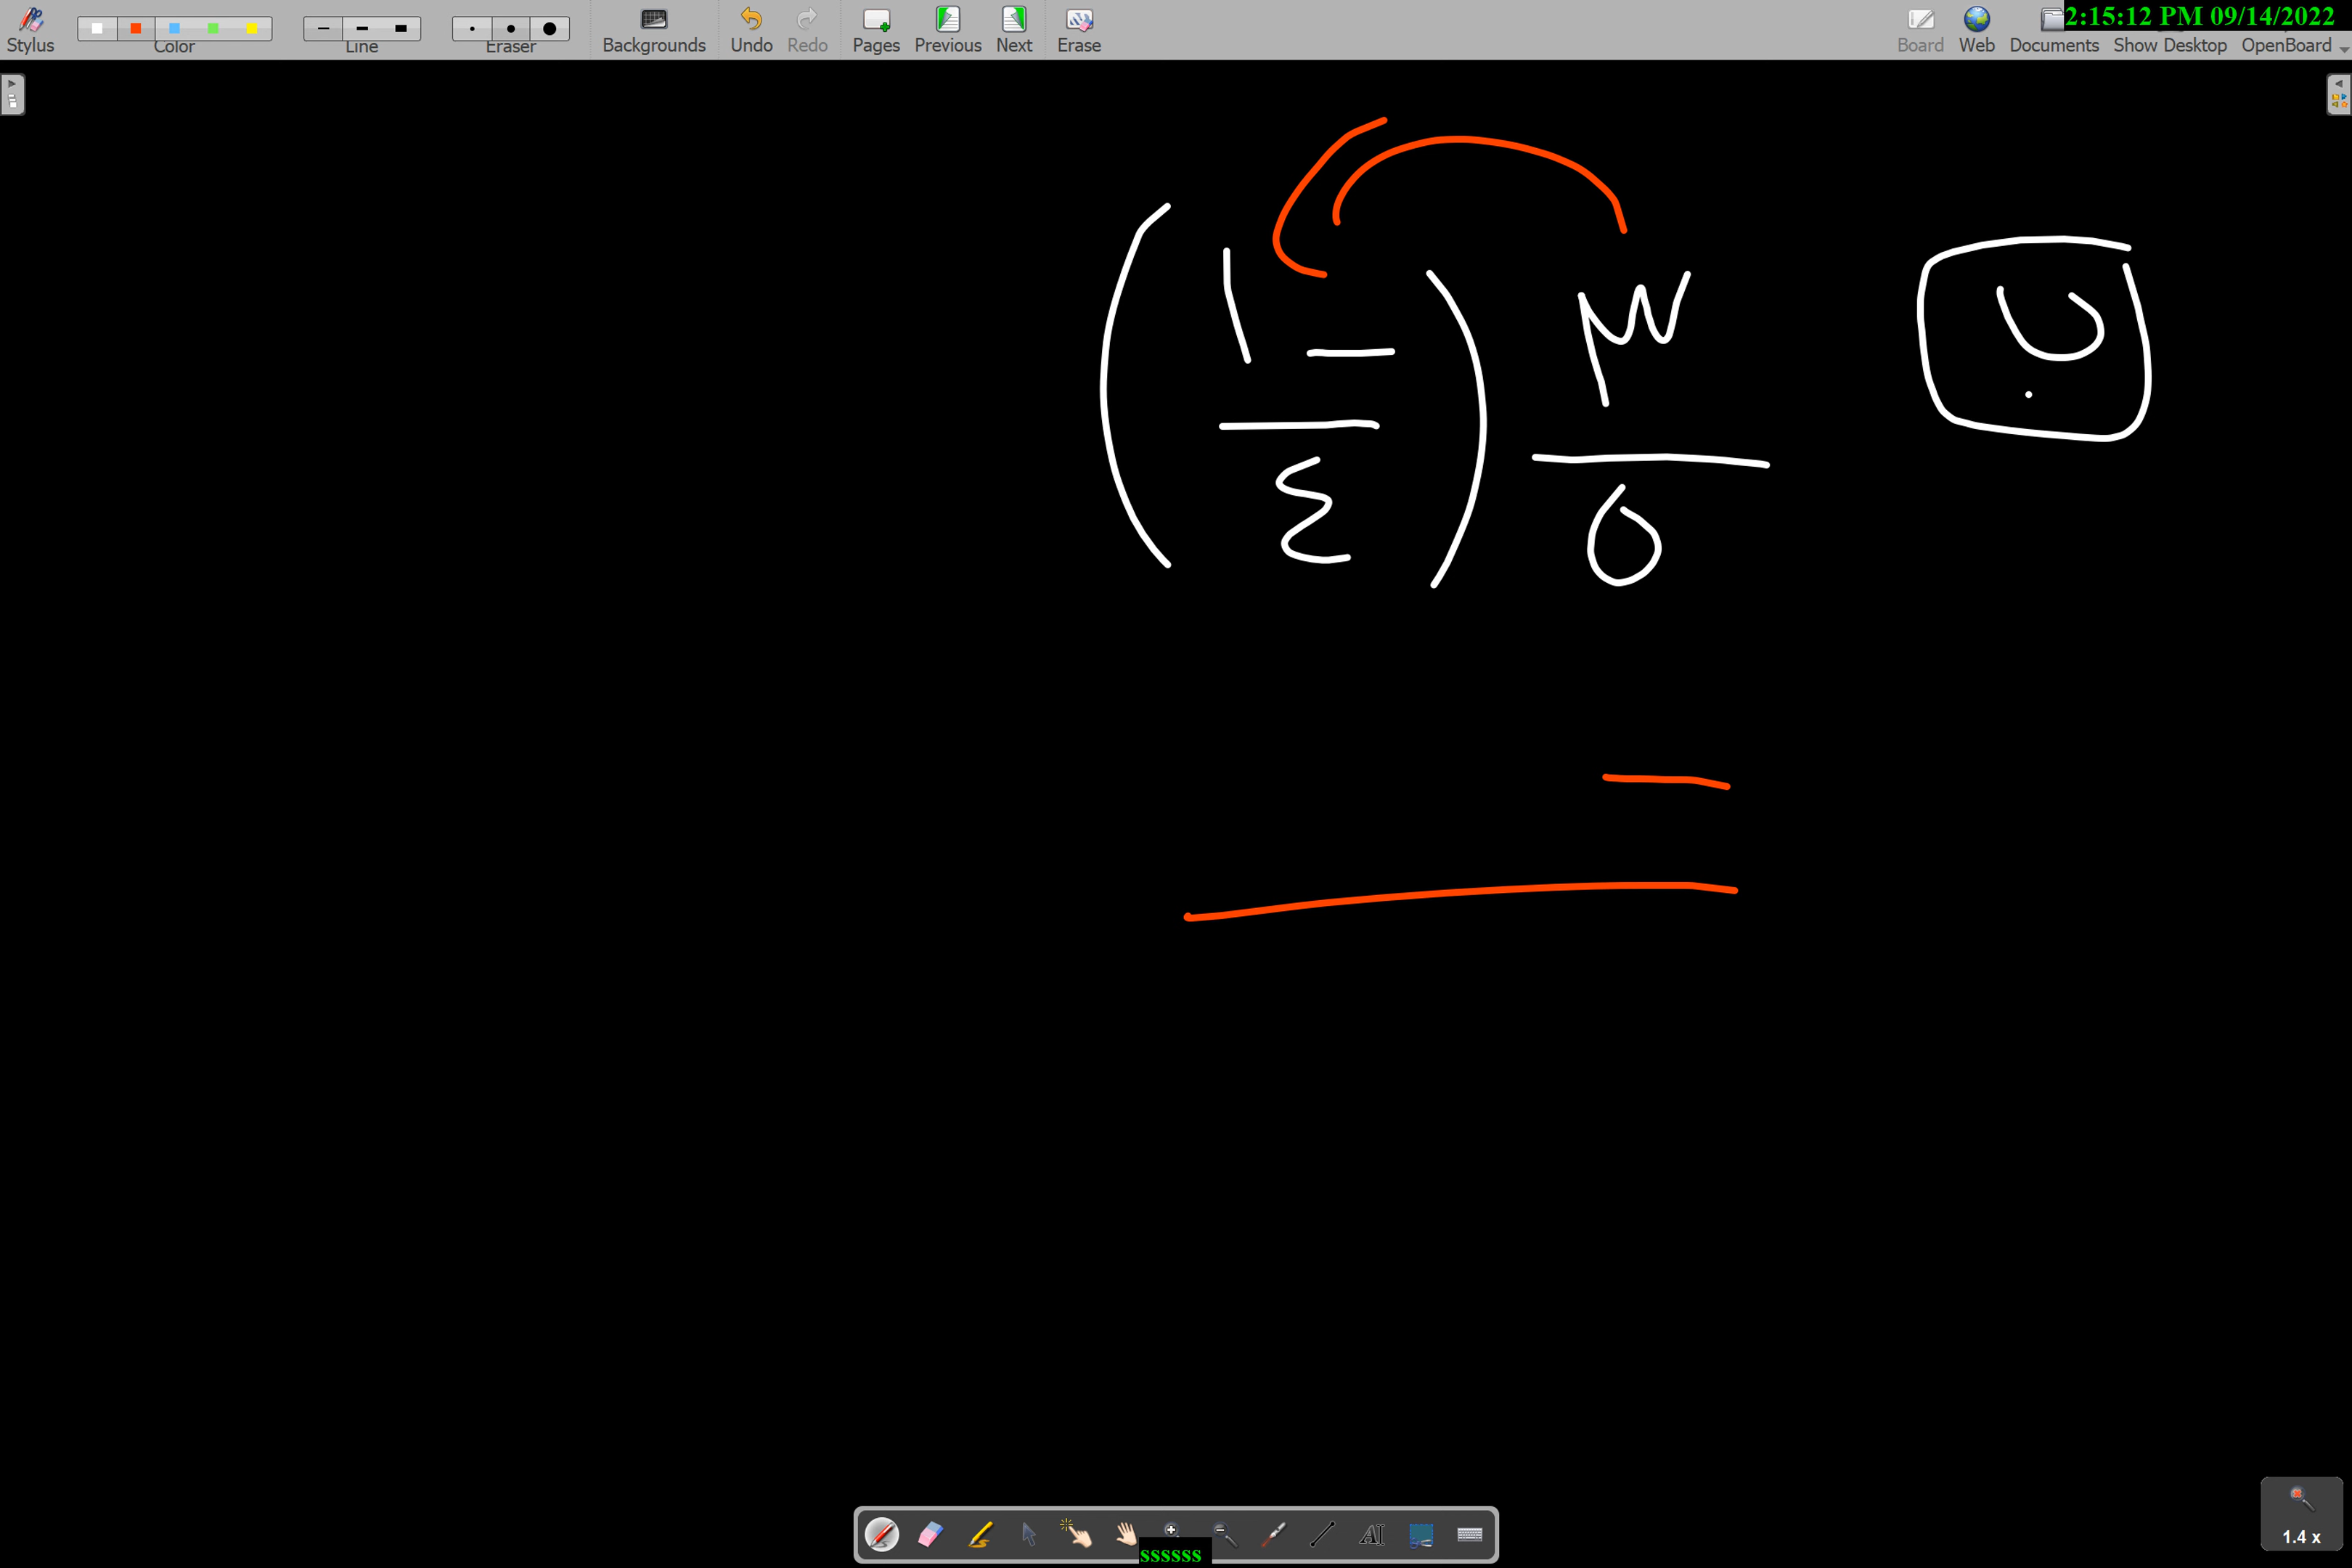 Stylus Color Line Eraser Backgrounds Undo Redo Pages Previous Next Erase Board Web Documents Show Desktop OpenBoard
2:15:12 PM 09/14/2022
ب
٣/٥ (-١/٤)
ssssss
1.4 x